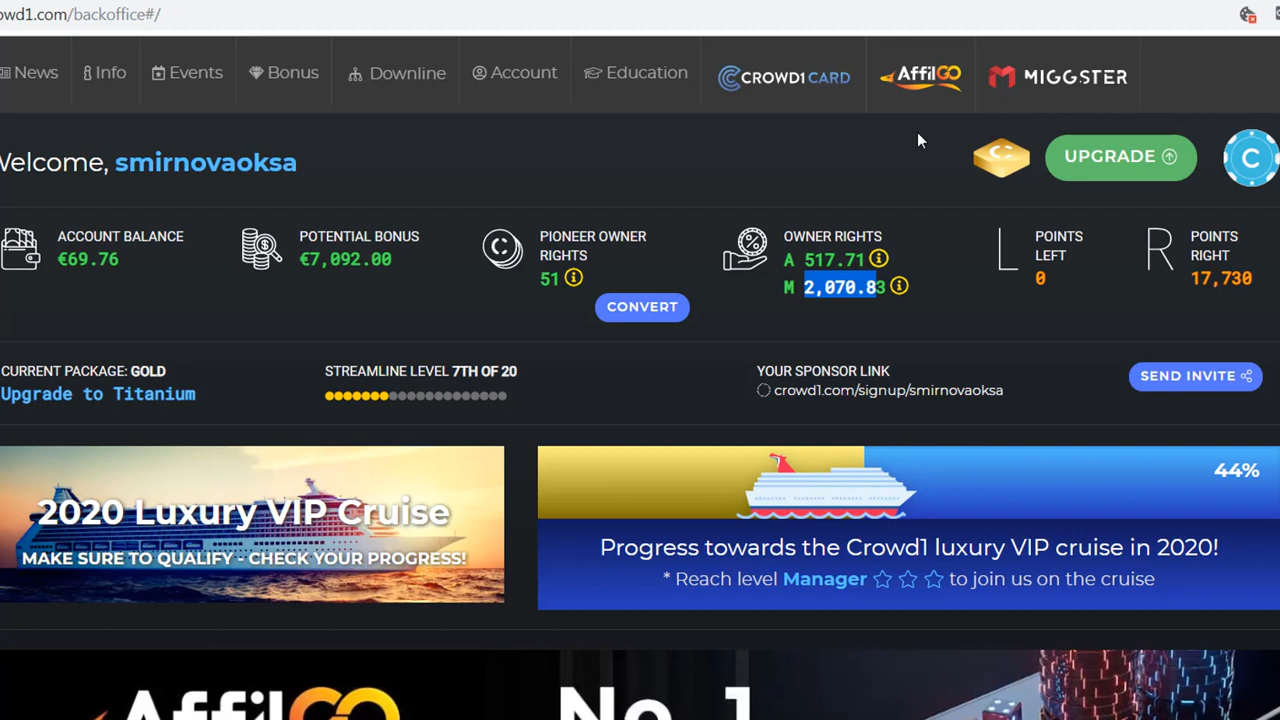 owd1.com/backoffice#/
News Info Events Bonus Downline Account Education CROWD1CARD AffilGO MIGGSTER
Welcome, smirnovaoksa
UPGRADE
C
ACCOUNT BALANCE
€69.76
POTENTIAL BONUS
€7,092.00
PIONEER OWNER
RIGHTS
51
CONVERT
OWNER RIGHTS
A 517.71
M 2,070.83
L
POINTS
LEFT
0
R
POINTS
RIGHT
17,730
CURRENT PACKAGE: GOLD
Upgrade to Titanium
STREAMLINE LEVEL 7TH OF 20
YOUR SPONSOR LINK
crowd1.com/signup/smirnovaoksa
SEND INVITE
2020 Luxury VIP Cruise
MAKE SURE TO QUALIFY - CHECK YOUR PROGRESS!
44%
Progress towards the Crowd1 luxury VIP cruise in 2020!
* Reach level Manager ☆ ☆ ☆ to join us on the cruise
AffilGO
No. 1